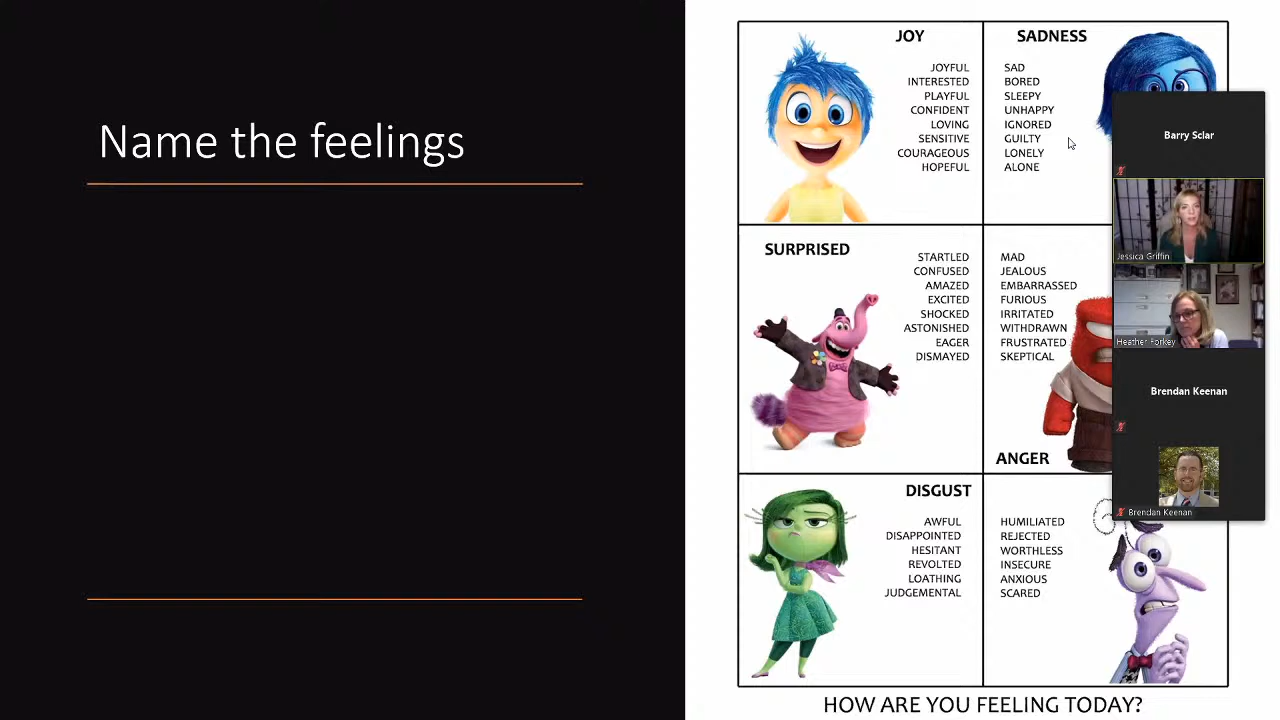 Name the feelings
JOY
JOYFUL
INTERESTED
PLAYFUL
CONFIDENT
LOVING
SENSITIVE
COURAGEOUS
HOPEFUL
SADNESS
SAD
BORED
SLEEPY
UNHAPPY
IGNORED
GUILTY
LONELY
ALONE
SURPRISED
STARTLED
CONFUSED
AMAZED
EXCITED
SHOCKED
ASTONISHED
EAGER
DISMAYED
MAD
JEALOUS
EMBARRASSED
FURIOUS
IRRITATED
WITHDRAWN
FRUSTRATED
SKEPTICAL
ANGER
DISGUST
AWFUL
DISAPPOINTED
HESITANT
REVOLTED
LOATHING
JUDGEMENTAL
HUMILIATED
REJECTED
WORTHLESS
INSECURE
ANXIOUS
SCARED
HOW ARE YOU FEELING TODAY?
Barry Sclar
Jessica Griffin
Heather Forkey
Brendan Keenan
Brendan Keenan